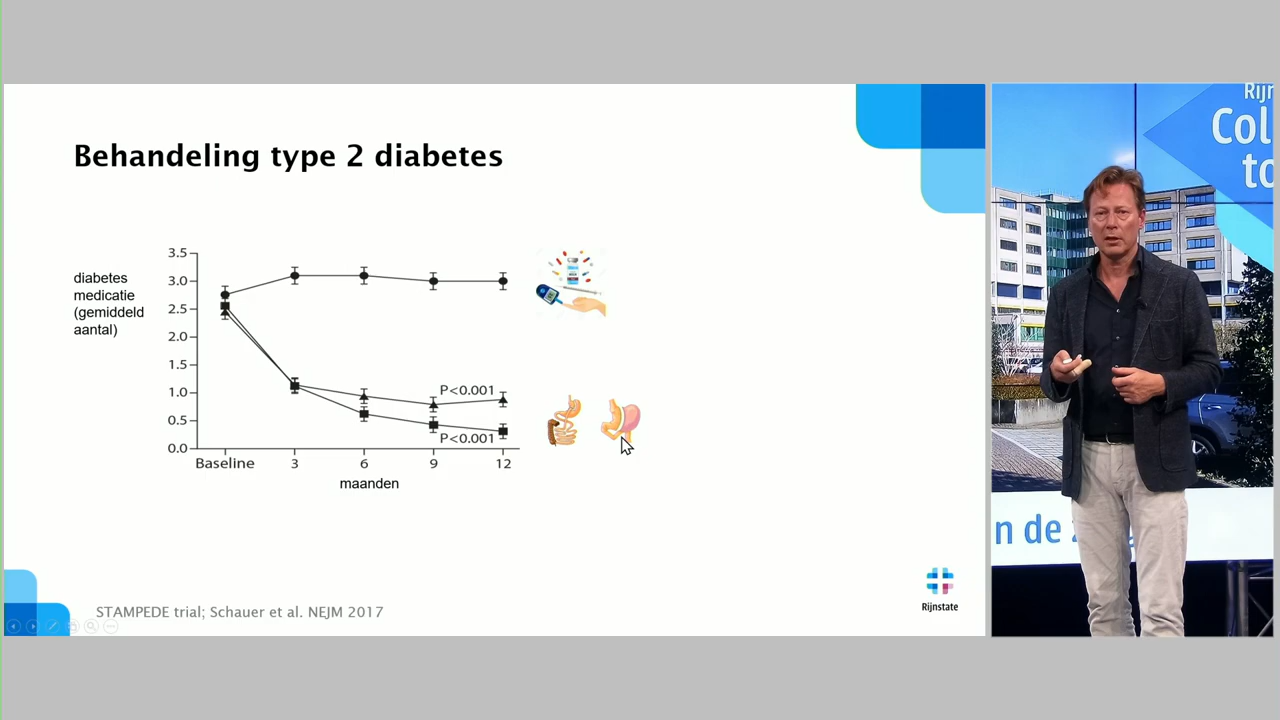 Behandeling type 2 diabetes
diabetes
medicatie
(gemiddeld
aantal)
3.5
3.0
2.5
2.0
1.5
1.0
0.5
0.0
P<0.001
P<0.001
Baseline 3 6 9 12
maanden
STAMPEDE trial; Schauer et al. NEJM 2017
Rijnstate
Rijn
Col
to
n de